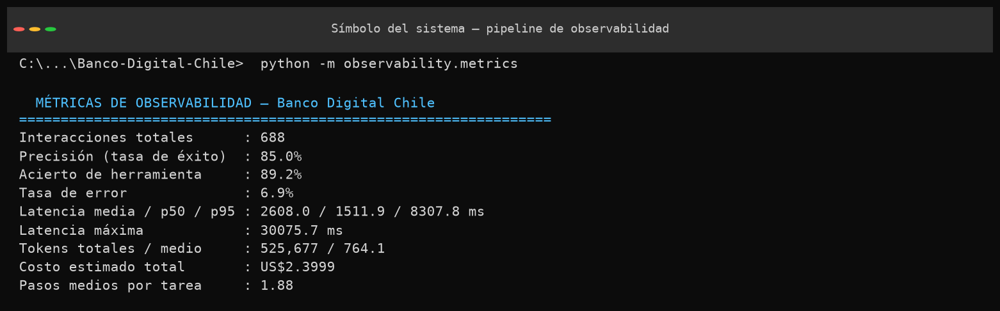 Símbolo del sistema — pipeline de observabilidad
C:\...\Banco-Digital-Chile>  python -m observability.metrics
MÉTRICAS DE OBSERVABILIDAD — Banco Digital Chile
================================================================
Interacciones totales      : 688
Precisión (tasa de éxito)  : 85.0%
Acierto de herramienta     : 89.2%
Tasa de error              : 6.9%
Latencia media / p50 / p95 : 2608.0 / 1511.9 / 8307.8 ms
Latencia máxima            : 30075.7 ms
Tokens totales / medio     : 525,677 / 764.1
Costo estimado total       : US$2.3999
Pasos medios por tarea     : 1.88